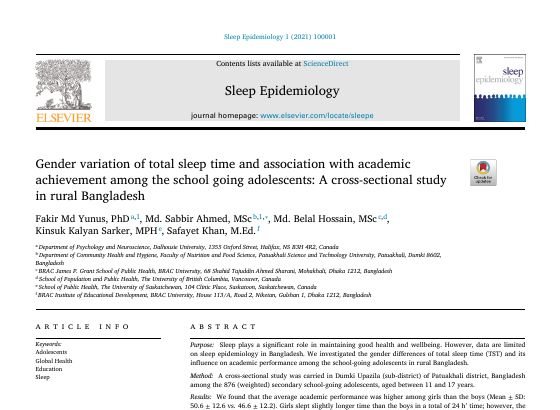 Sleep Epidemiology 1 (2021) 100001
Contents lists available at ScienceDirect
Sleep Epidemiology
journal homepage: www.elsevier.com/locate/sleepe
ELSEVIER
sleep
epidemiology
Check for
updates
Gender variation of total sleep time and association with academic
achievement among the school going adolescents: A cross-sectional study
in rural Bangladesh
Fakir Md Yunus, PhD a,1, Md. Sabbir Ahmed, MSc b,1,*, Md. Belal Hossain, MSc c,d,
Kinsuk Kalyan Sarker, MPH e, Safayet Khan, M.Ed. f
a Department of Psychology and Neuroscience, Dalhousie University, 1355 Oxford Street, Halifax, NS B3H 4R2, Canada
b Department of Community Health and Hygiene, Faculty of Nutrition and Food Science, Patuakhali Science and Technology University, Patuakhali, Dumki 8602,
Bangladesh
c BRAC James P. Grant School of Public Health, BRAC University, 68 Shahid Tajuddin Ahmed Sharani, Mohakhali, Dhaka 1212, Bangladesh
d School of Population and Public Health, The University of British Columbia, Vancouver, Canada
e School of Public Health, The University of Saskatchewan, 104 Clinic Place, Saskatoon, Saskatchewan, Canada
f BRAC Institute of Educational Development, BRAC University, House 113/A, Road 2, Niketan, Gulshan 1, Dhaka 1212, Bangladesh
ARTICLE INFO
Keywords:
Adolescents
Global Health
Education
Sleep
ABSTRACT
Purpose: Sleep plays a significant role in maintaining good health and wellbeing. However, data are limited
on sleep epidemiology in Bangladesh. We investigated the gender differences of total sleep time (TST) and its
influence on academic performance among the school-going adolescents in rural Bangladesh.
Method: A cross-sectional study was carried in Dumki Upazila (sub-district) of Patuakhali district, Bangladesh
among the 876 (weighted) secondary school-going adolescents, aged between 11 and 17 years.
Results: We found that the average academic performance was higher among girls than the boys (Mean ± SD:
50.6 ± 12.6 vs. 46.6 ± 12.2). Girls slept slightly longer time than the boys in a total of 24 h' time; however, the